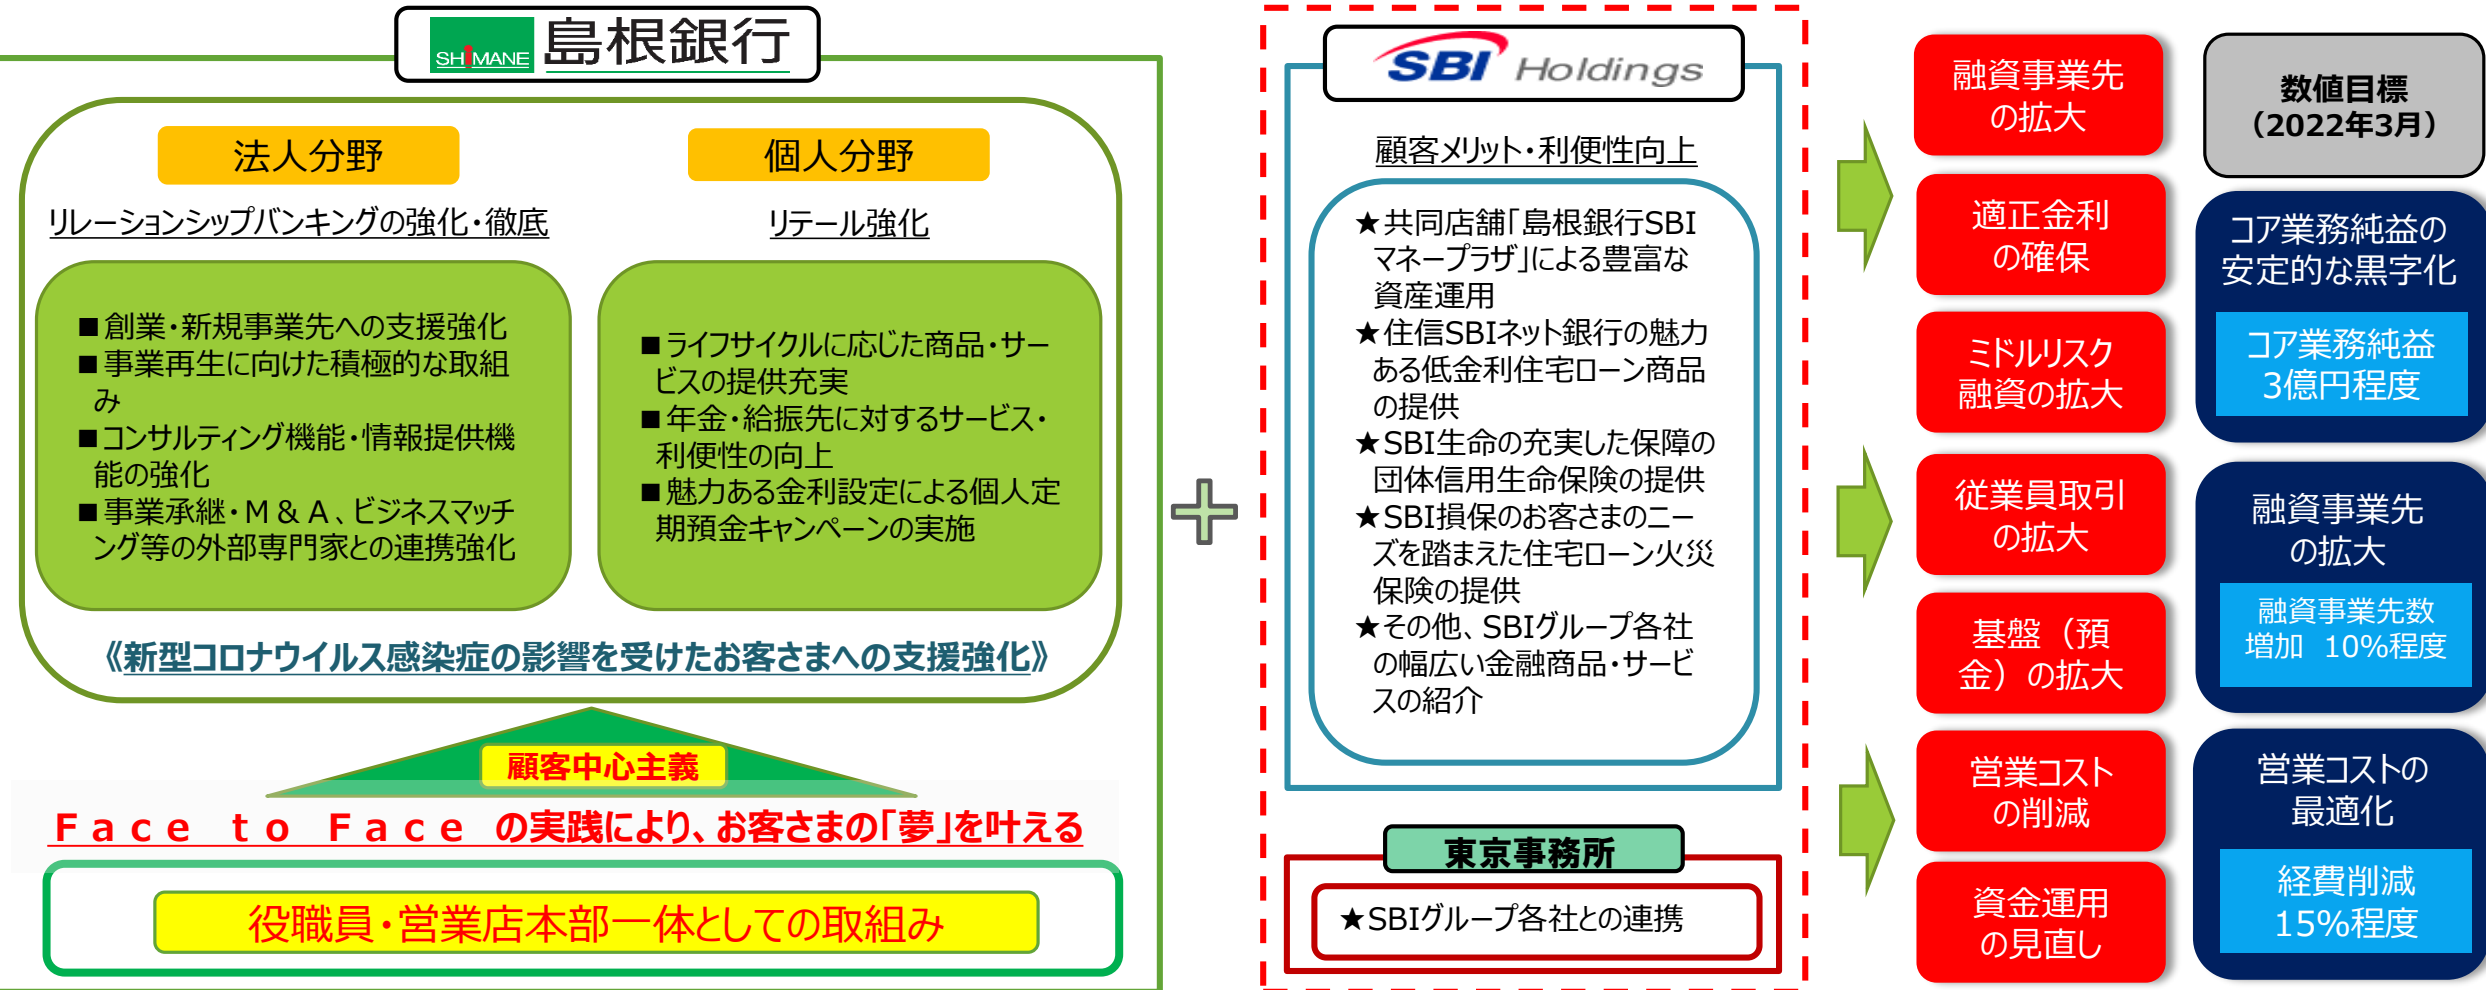 SHiMANE 島根銀行
法人分野
リレーションシップバンキングの強化・徹底
■創業・新規事業先への支援強化
■事業再生に向けた積極的な取組
み
■コンサルティング機能・情報提供機
能の強化
■事業承継・M＆A、ビジネスマッチ
ング等の外部専門家との連携強化
個人分野
リテール強化
■ライフサイクルに応じた商品・サー
ビスの提供充実
■年金・給振先に対するサービス・
利便性の向上
■魅力ある金利設定による個人定
期預金キャンペーンの実施
《新型コロナウイルス感染症の影響を受けたお客さまへの支援強化》
顧客中心主義
Ｆａｃｅ ｔｏ Ｆａｃｅ の実践により、お客さまの「夢」を叶える
役職員・営業店本部一体としての取組み
SBI Holdings
顧客メリット・利便性向上
★共同店舗「島根銀行SBI
マネープラザ」による豊富な
資産運用
★住信SBIネット銀行の魅力
ある低金利住宅ローン商品
の提供
★SBI生命の充実した保障の
団体信用生命保険の提供
★SBI損保のお客さまのニー
ズを踏まえた住宅ローン火災
保険の提供
★その他、SBIグループ各社
の幅広い金融商品・サービ
スの紹介
東京事務所
★SBIグループ各社との連携
融資事業先
の拡大
適正金利
の確保
ミドルリスク
融資の拡大
従業員取引
の拡大
基盤（預
金）の拡大
営業コスト
の削減
資金運用
の見直し
数値目標
（2022年3月）
コア業務純益の
安定的な黒字化
コア業務純益
3億円程度
融資事業先
の拡大
融資事業先数
増加 10%程度
営業コストの
最適化
経費削減
15%程度